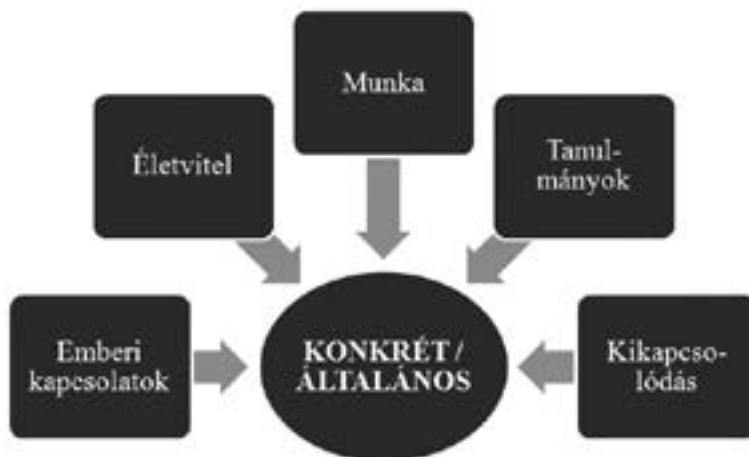 Munka
Életvitel
Tanul-
mányok
Emberi
kapcsolatok
KONKRÉT /
ÁLTALÁNOS
Kikapcso-
lódás